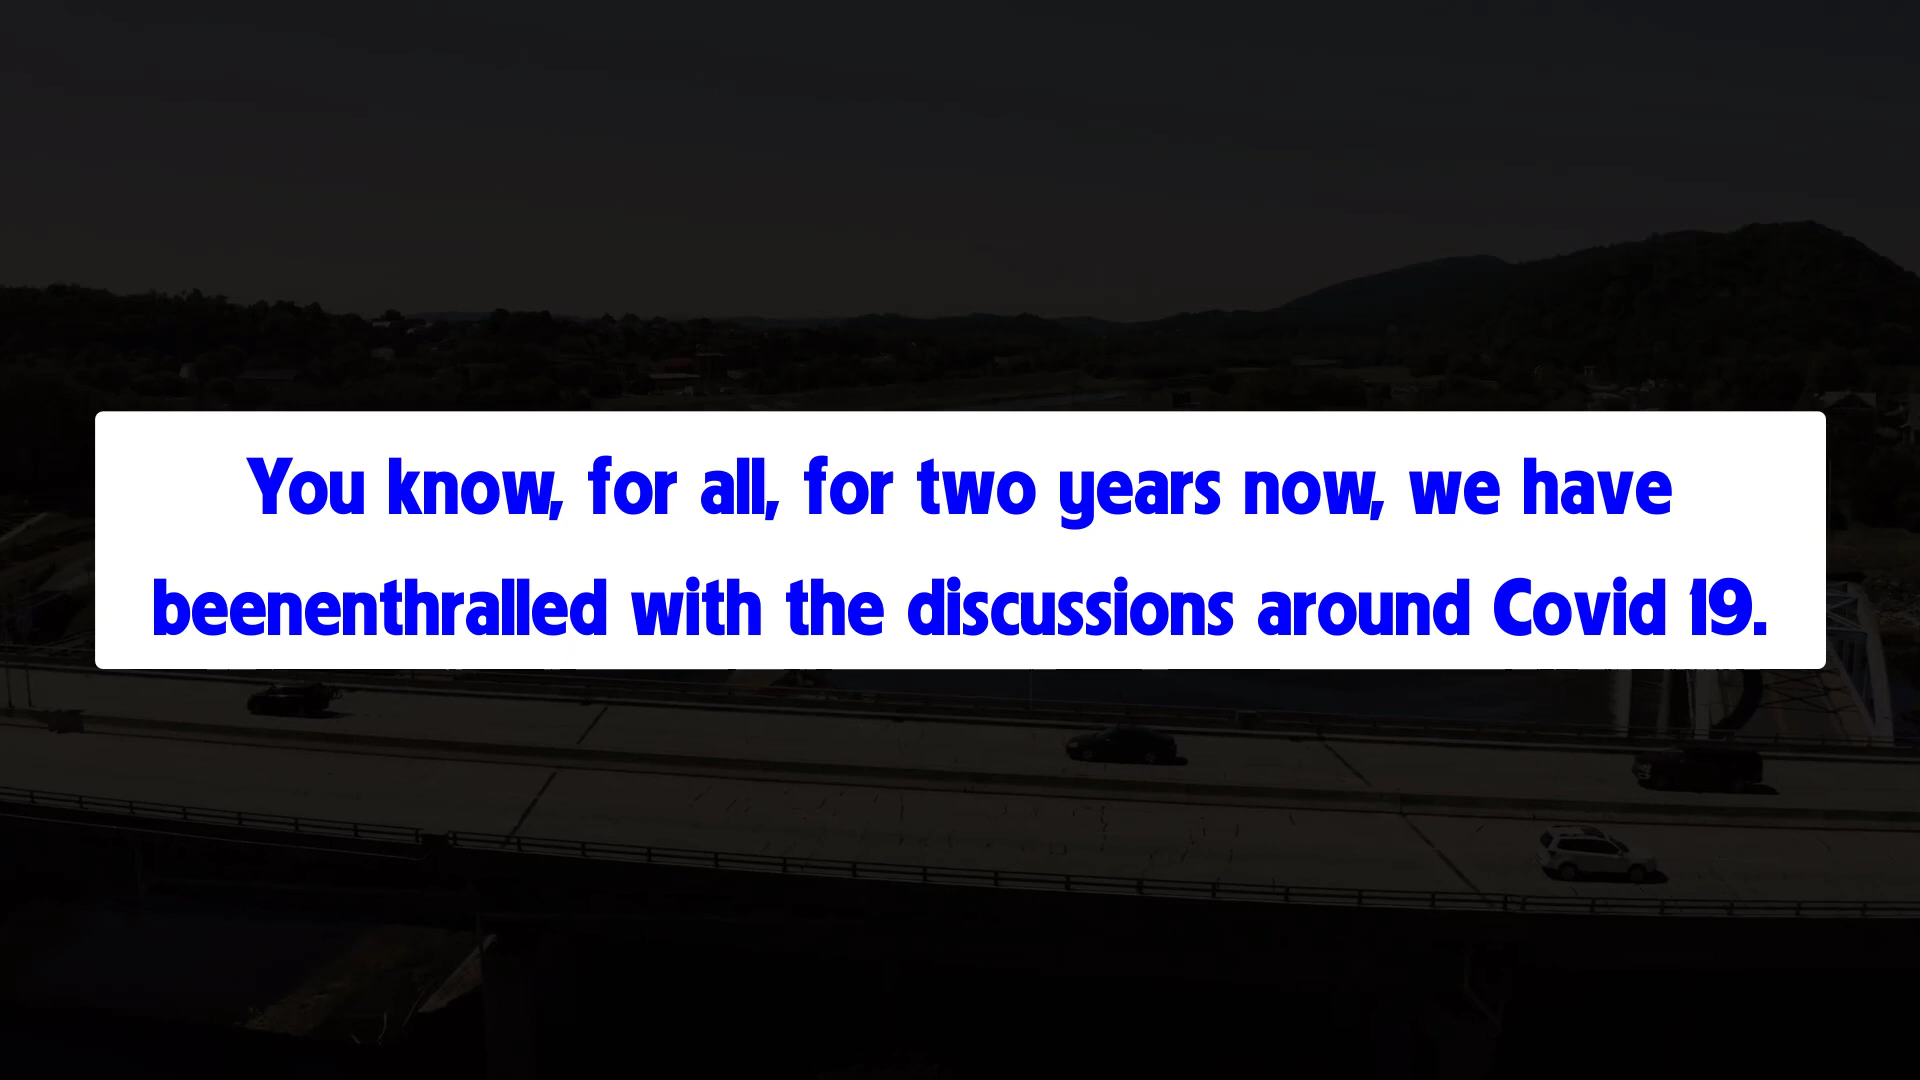 You know, for all, for two years now, we have
beenenthralled with the discussions around Covid 19.